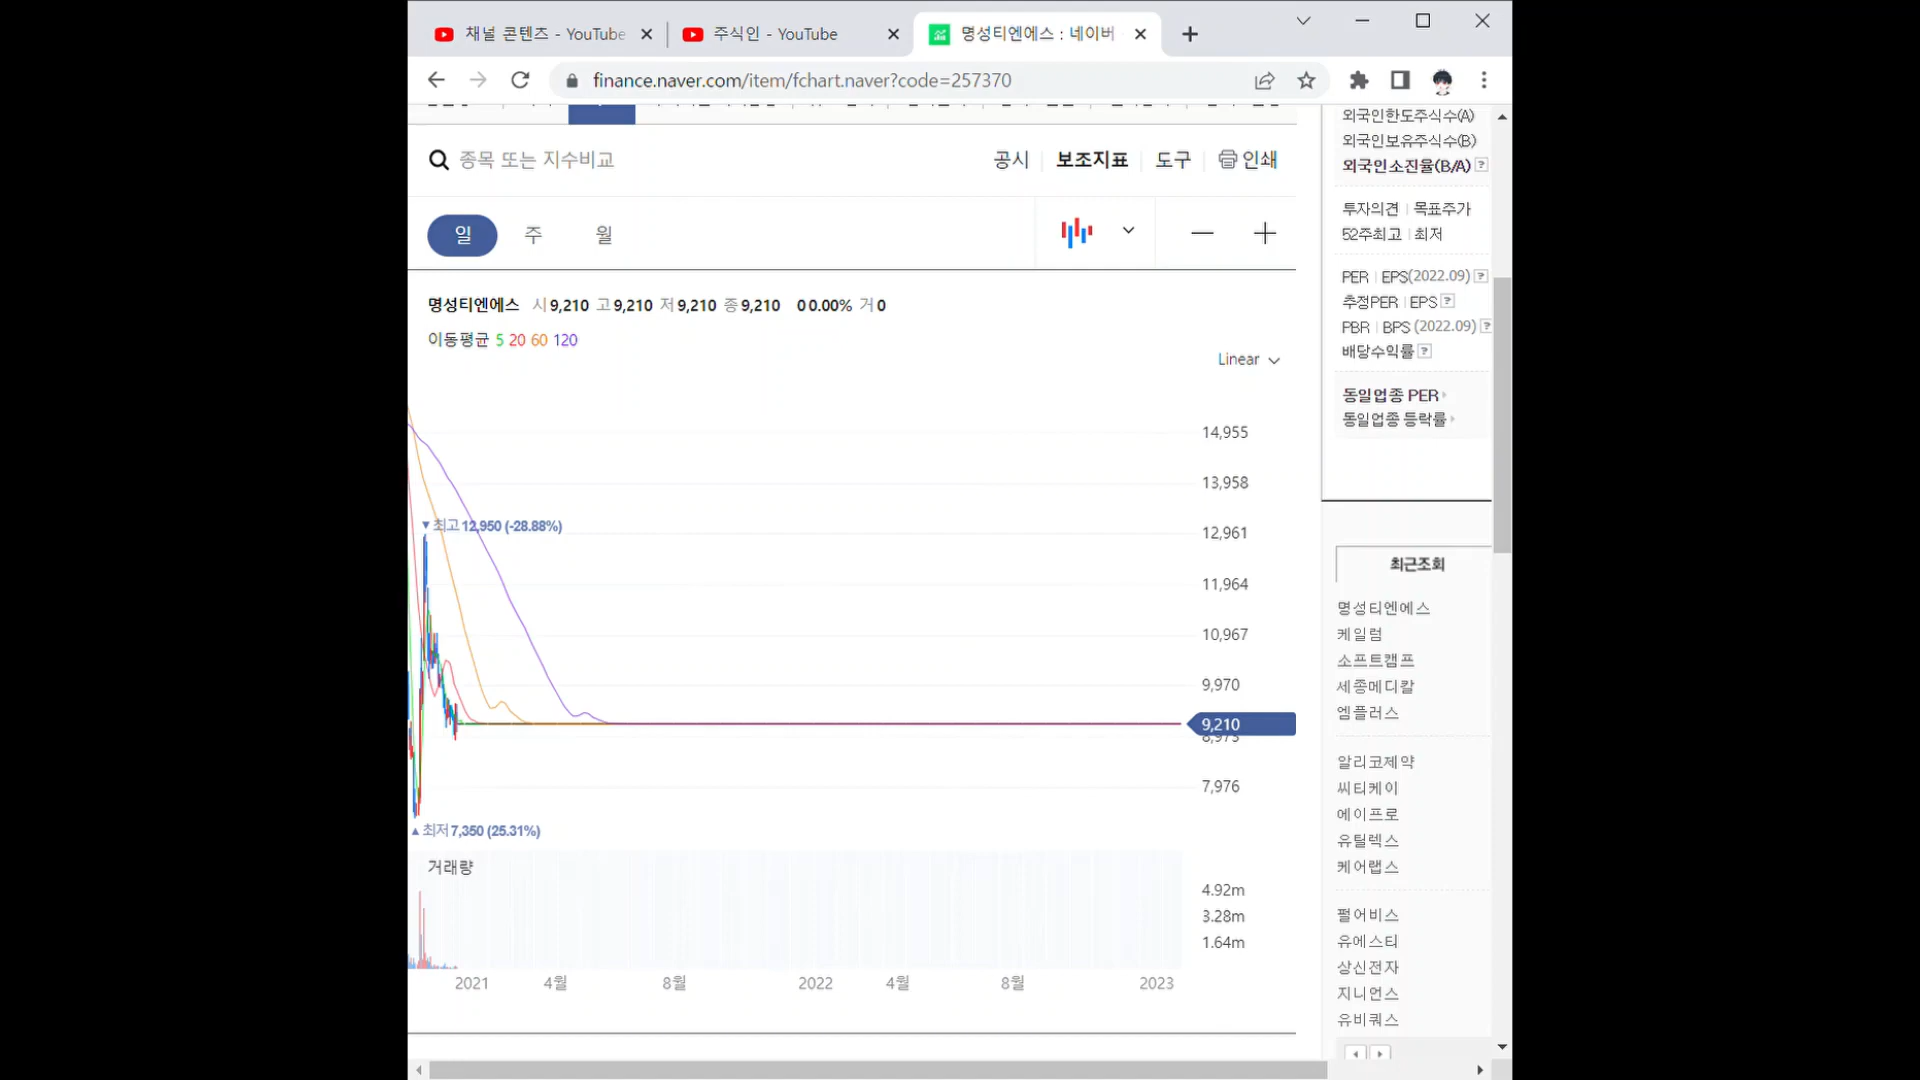 채널 콘텐츠 - YouTube
주식인 - YouTube
명성티엔에스 : 네이버
finance.naver.com/item/fchart.naver?code=257370
종목 또는 지수비교
공시 보조지표 도구 인쇄
일 주 월
명성티엔에스 시 9,210 고 9,210 저 9,210 종 9,210 0 0.00% 거 0
이동평균 5 20 60 120
Linear
14,955
13,958
▼최고 12,950 (-28.88%)
12,961
11,964
10,967
9,970
9,210
8,973
7,976
▲최저 7,350 (25.31%)
거래량
4.92m
3.28m
1.64m
2021 4월 8월 2022 4월 8월 2023
외국인한도주식수(A)
외국인보유주식수(B)
외국인소진율(B/A) ?
투자의견 | 목표주가
52주최고 | 최저
PER | EPS(2022.09) ?
추정PER | EPS ?
PBR | BPS (2022.09) ?
배당수익률 ?
동일업종 PER
동일업종 등락률
최근조회
명성티엔에스
케일럼
소프트캠프
세종메디칼
엠플러스
알리코제약
씨티케이
에이프로
유틸렉스
케어랩스
펄어비스
유에스티
상신전자
지니언스
유비쿼스